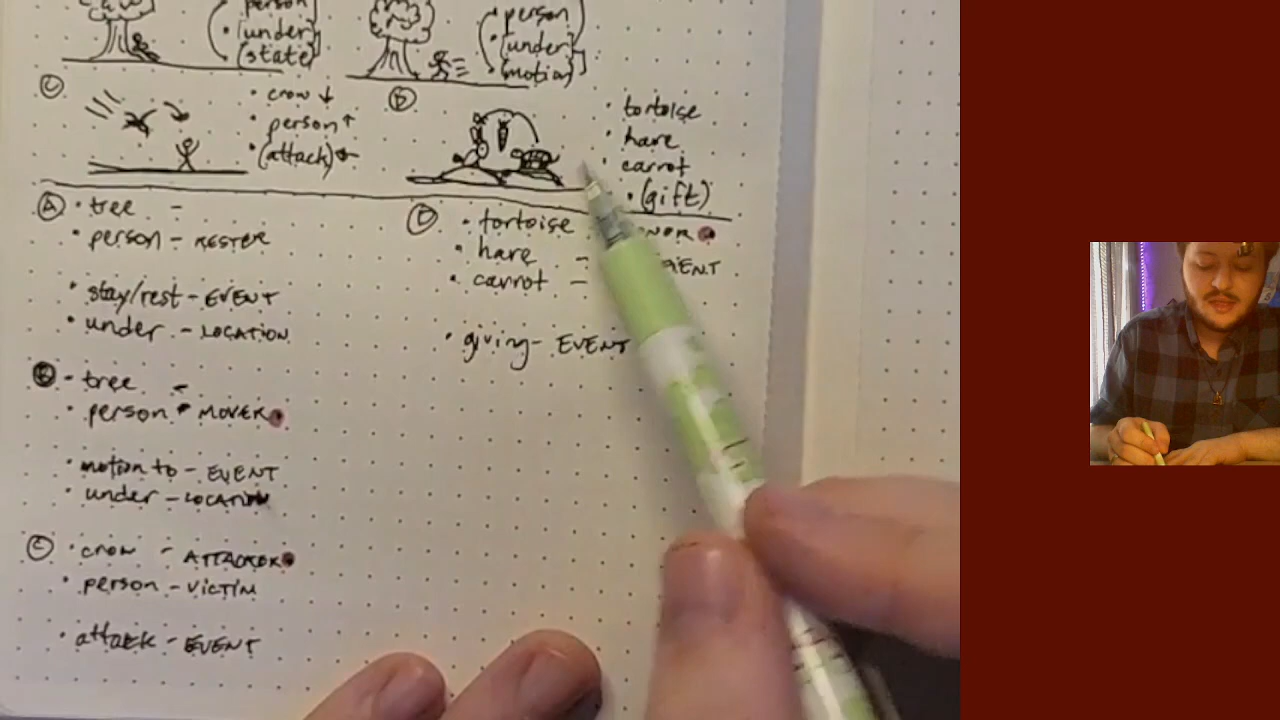 person
(under)
(state)
person
(under)
(motion)
C
• crow ↓
• person ↑
• (attack)
D
• tortoise
• hare
• carrot
• (gift)
A • tree -
• person - RESTER
• stay/rest - EVENT
• under - LOCATION
B - tree -
• person - MOVER
• motion to - EVENT
• under - LOCATION
C • crow - ATTACKER
• person - VICTIM
• attack - EVENT
D • tortoise
• hare -
• carrot -
• giving - EVENT